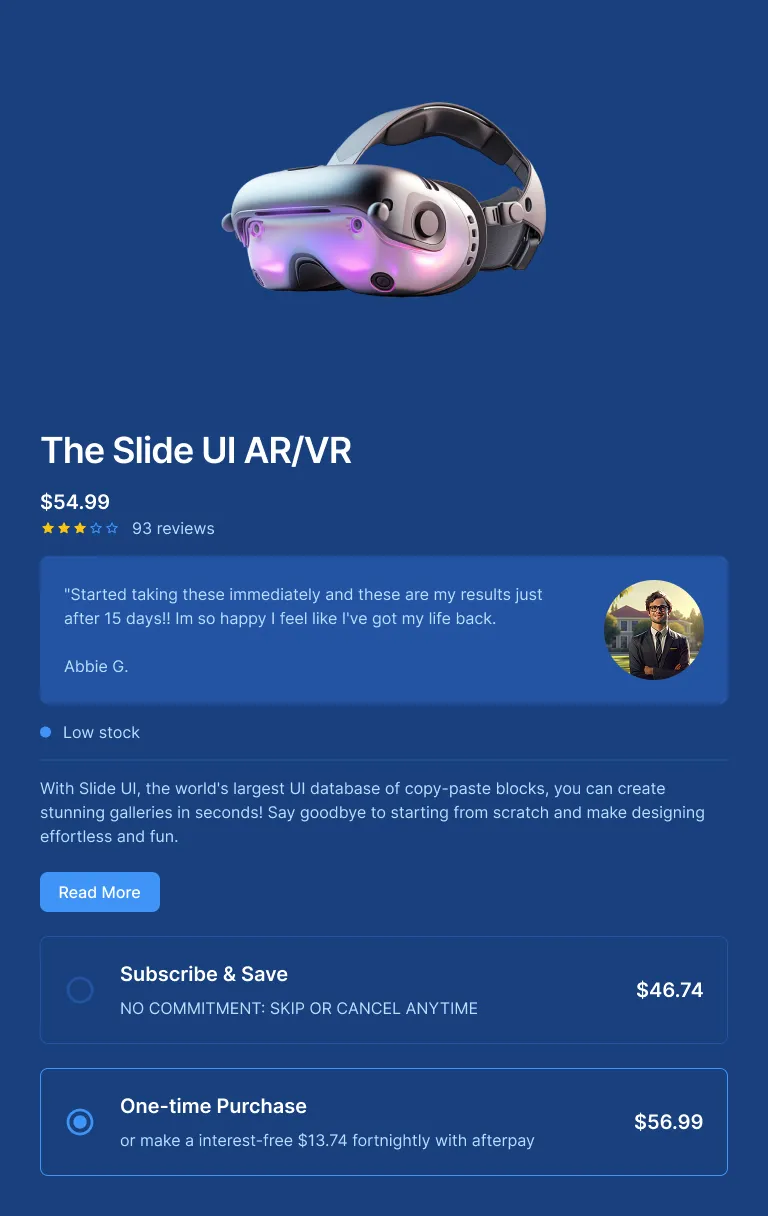 The Slide UI AR/VR
$54.99
93 reviews
"Started taking these immediately and these are my results just
after 15 days!! Im so happy I feel like I've got my life back.
Abbie G.
Low stock
With Slide UI, the world's largest UI database of copy-paste blocks, you can create
stunning galleries in seconds! Say goodbye to starting from scratch and make designing
effortless and fun.
Read More
Subscribe & Save
$46.74
NO COMMITMENT: SKIP OR CANCEL ANYTIME
One-time Purchase
$56.99
or make a interest-free $13.74 fortnightly with afterpay